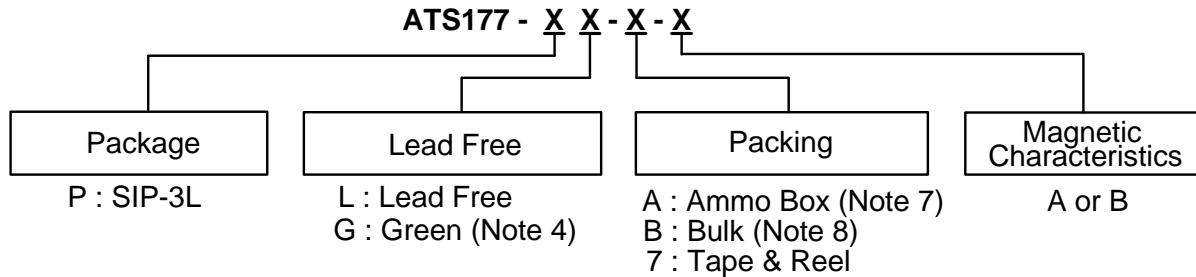 ATS177 - X X - X - X
Package
Lead Free
Packing
Magnetic
Characteristics
P : SIP-3L
L : Lead Free
G : Green (Note 4)
A : Ammo Box (Note 7)
B : Bulk (Note 8)
7 : Tape & Reel
A or B